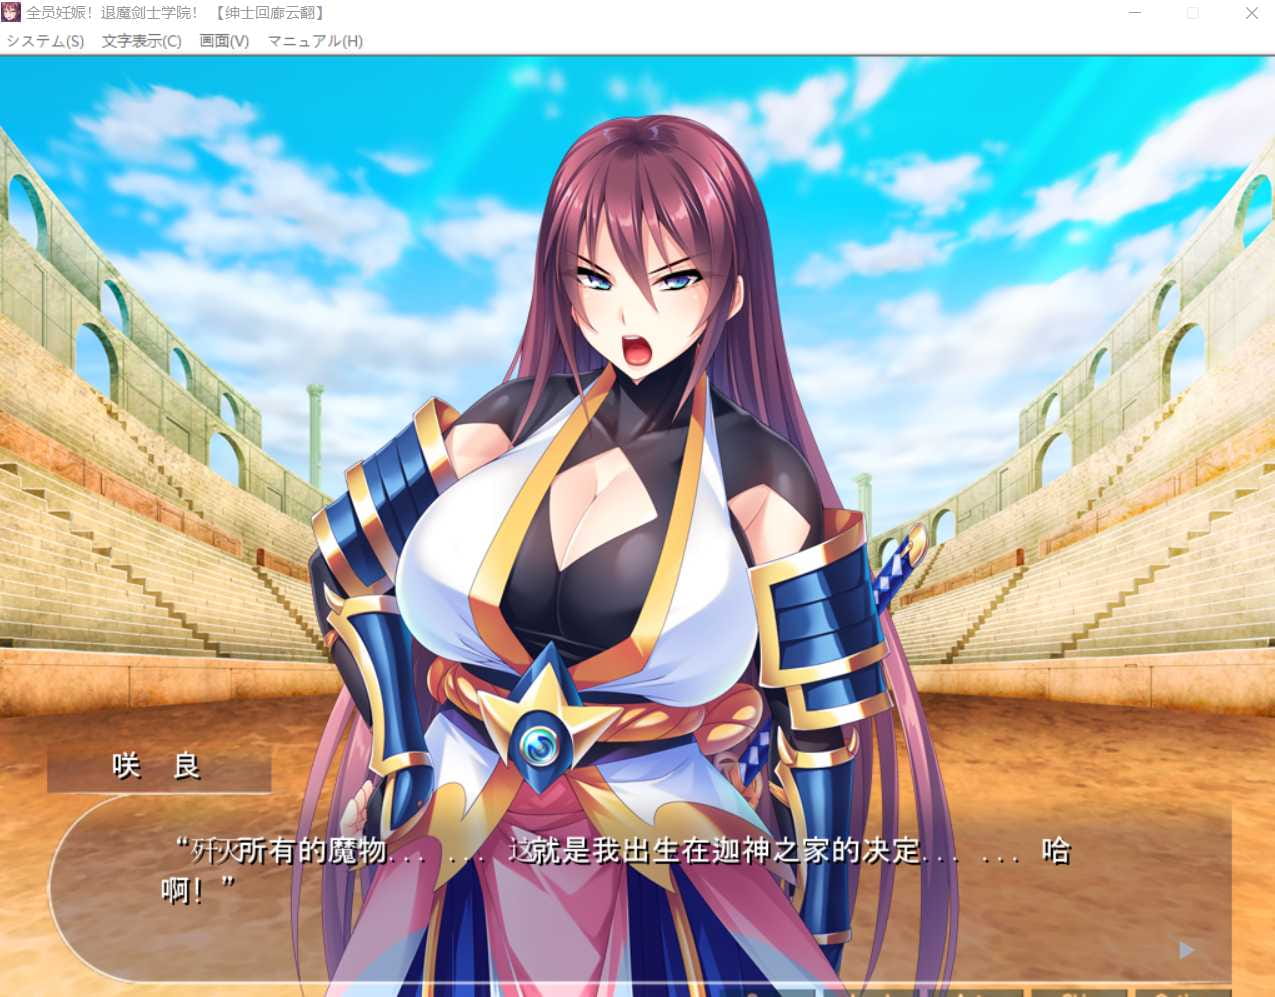 全员妊娠！退魔剑士学院！ 【绅士回廊云翻】
システム(S) 文字表示(C) 画面(V) マニュアル(H)
咲 良
“歼灭所有的魔物... ... 这就是我出生在迦神之家的决定... ... 哈
啊！”